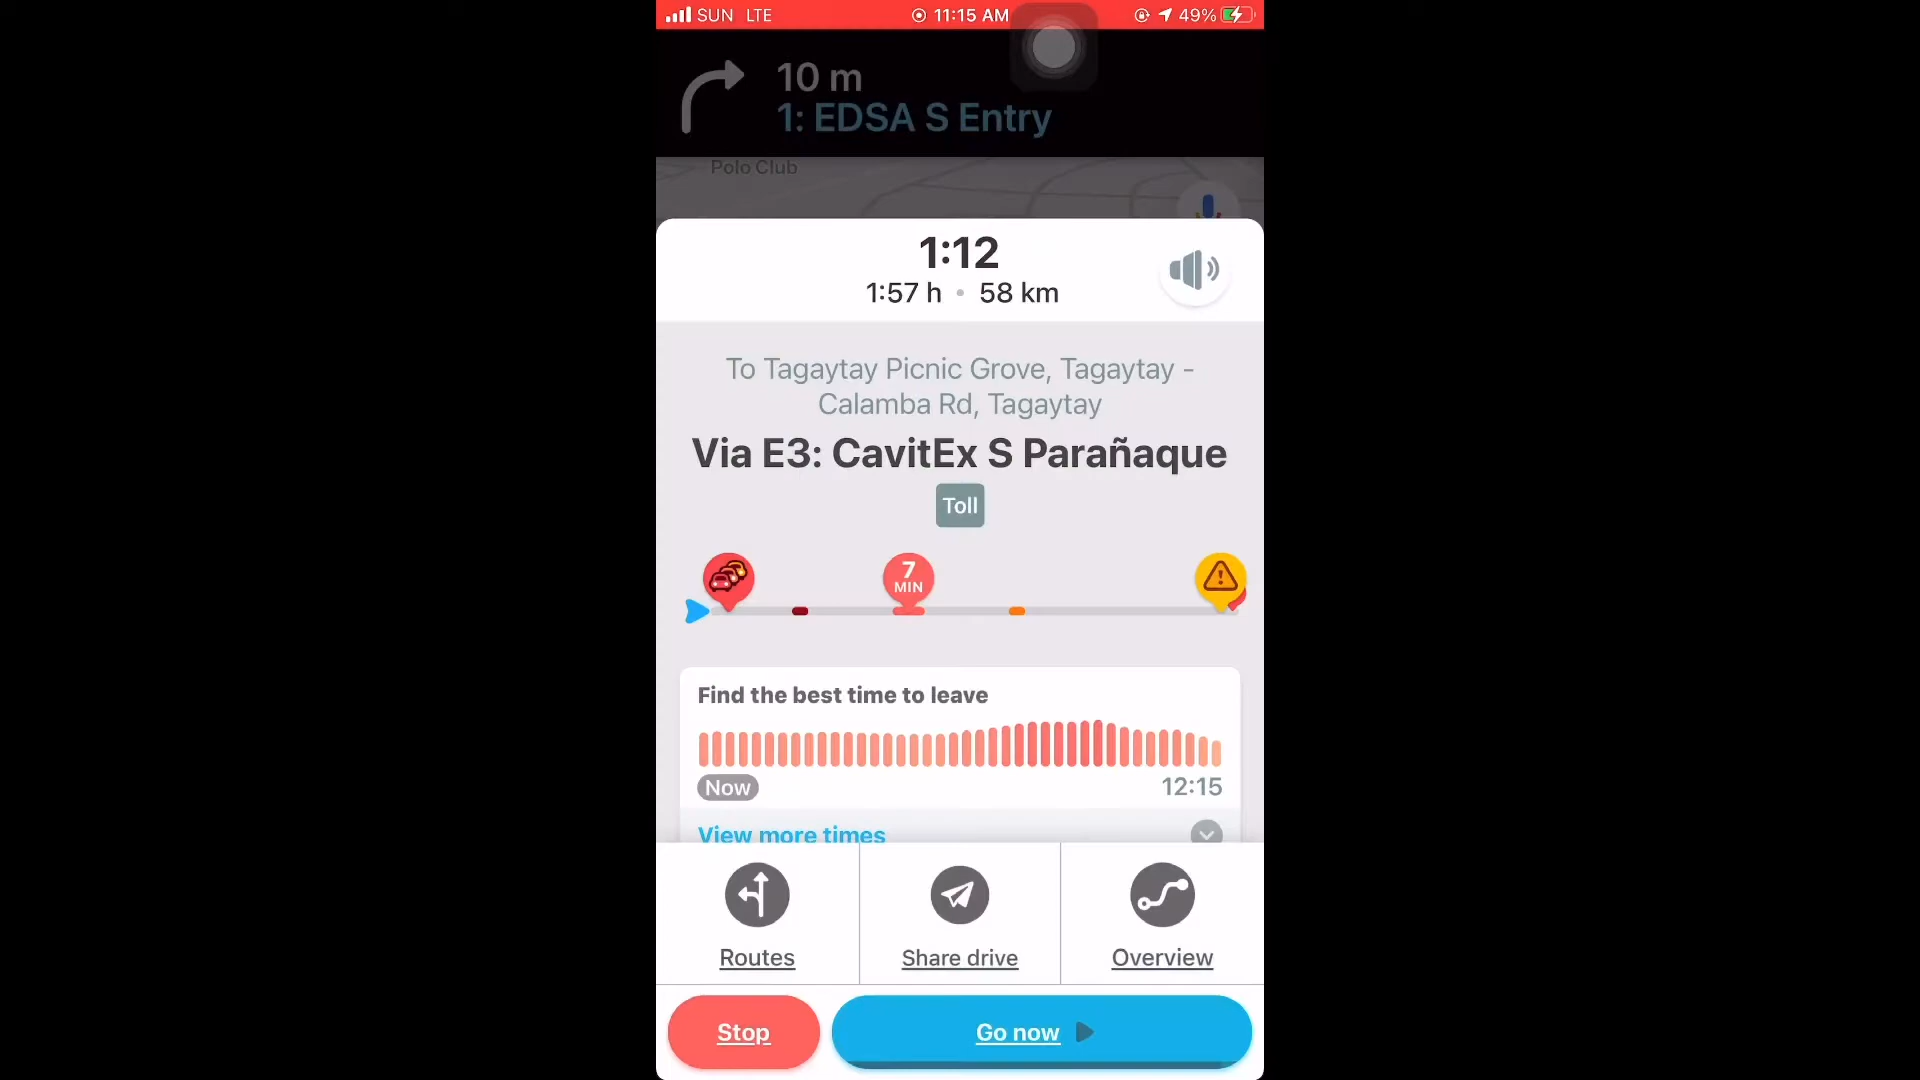 SUN LTE 11:15 AM 49%
10 m
1: EDSA S Entry
Polo Club
1:12
1:57 h • 58 km
To Tagaytay Picnic Grove, Tagaytay -
Calamba Rd, Tagaytay
Via E3: CavitEx S Parañaque
Toll
7
MIN
Find the best time to leave
Now 12:15
View more times
Routes Share drive Overview
Stop Go now